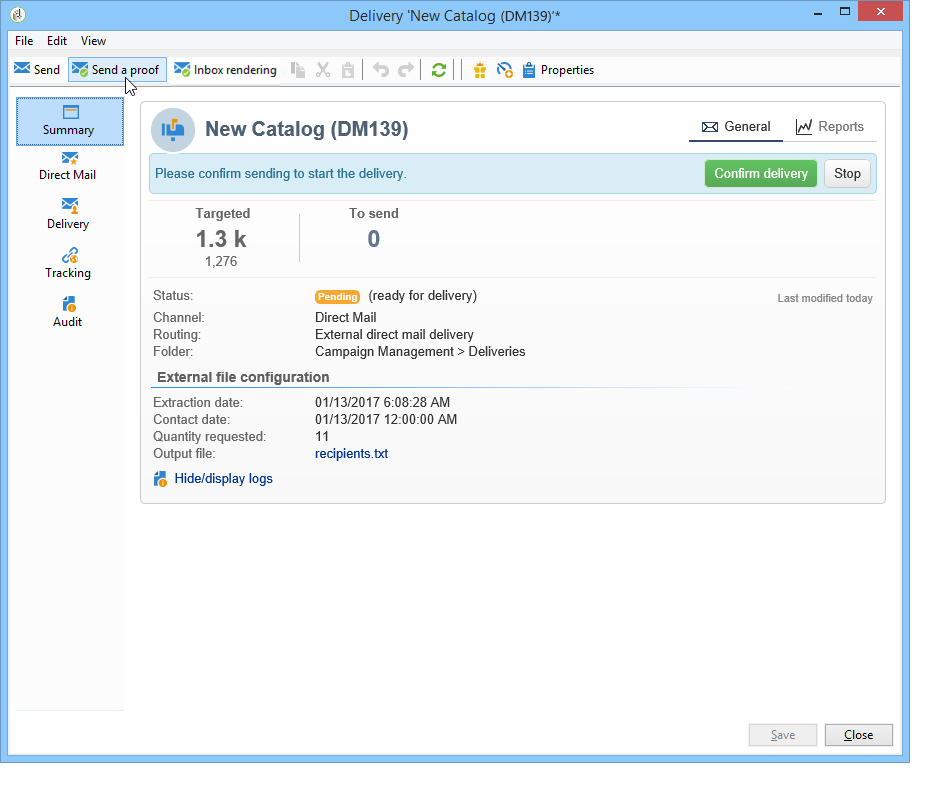 Delivery 'New Catalog (DM139)'*
File Edit View
Send Send a proof Inbox rendering Properties
Summary
Direct Mail
Delivery
Tracking
Audit
New Catalog (DM139) General Reports
Please confirm sending to start the delivery. Confirm delivery Stop
Targeted To send
1.3 k 0
1,276
Status: Pending (ready for delivery) Last modified today
Channel: Direct Mail
Routing: External direct mail delivery
Folder: Campaign Management > Deliveries
External file configuration
Extraction date: 01/13/2017 6:08:28 AM
Contact date: 01/13/2017 12:00:00 AM
Quantity requested: 11
Output file: recipients.txt
Hide/display logs
Save Close